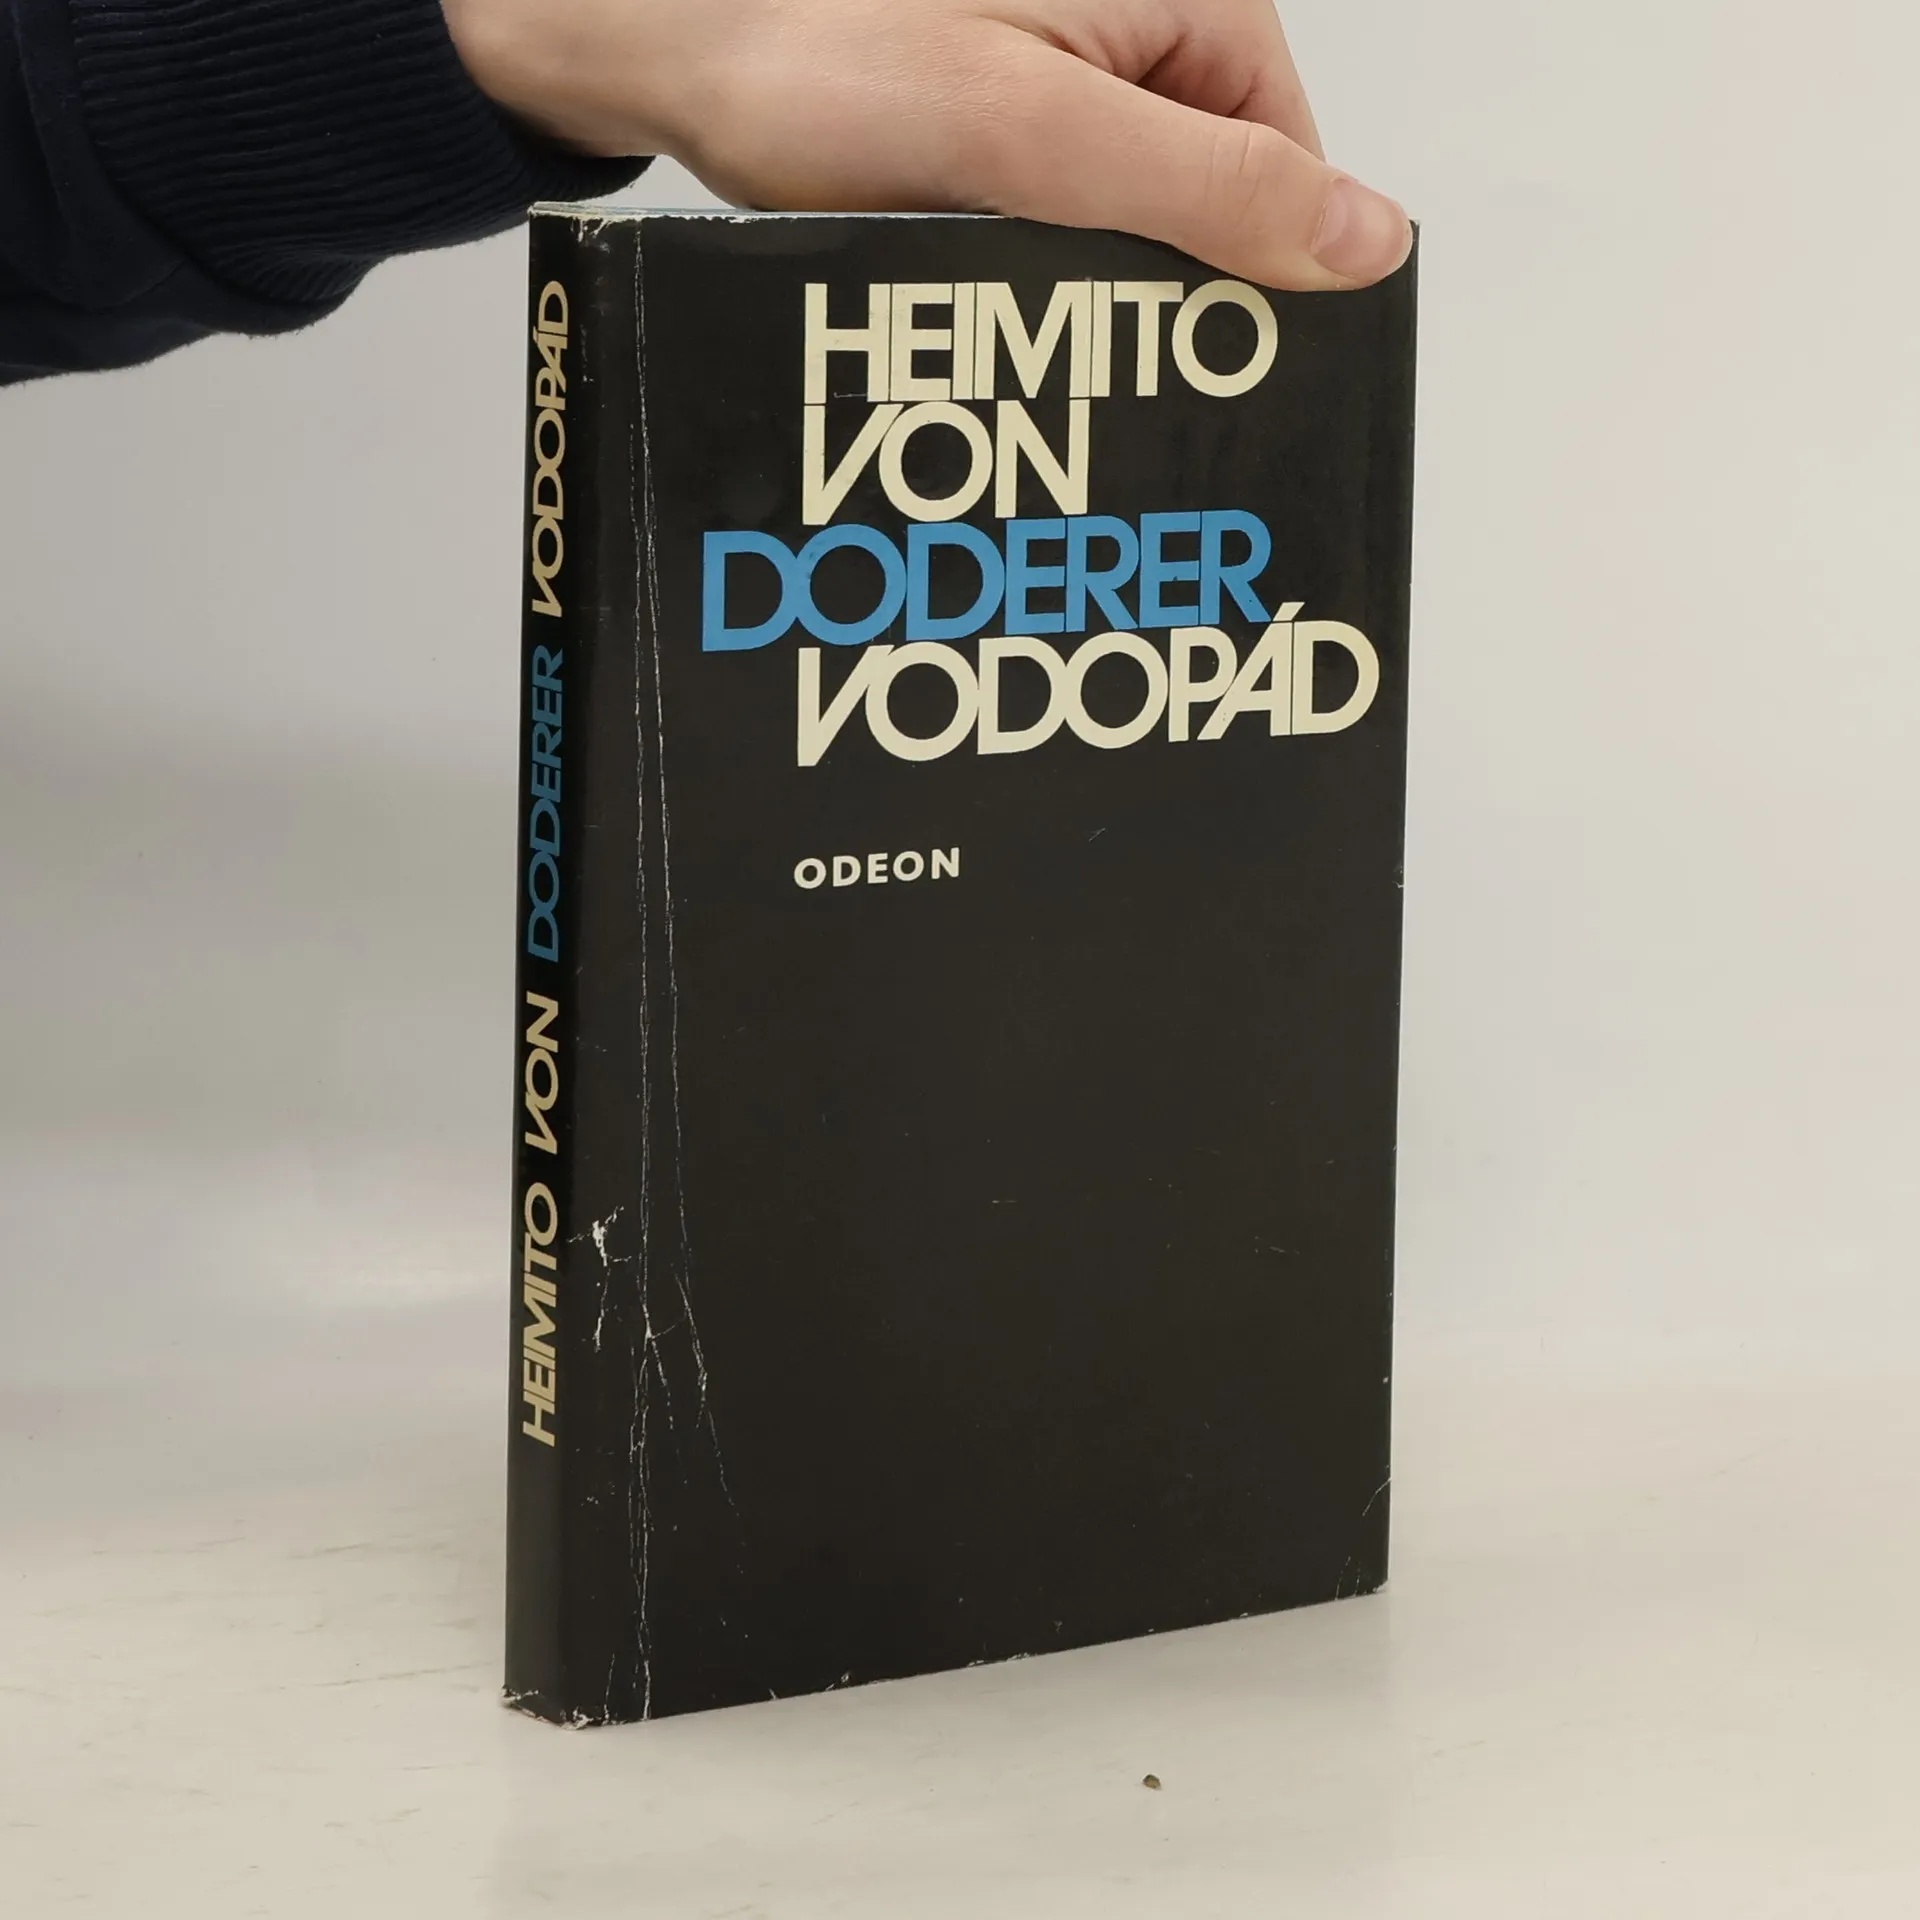 HEIMITO VON DODERER VODOPÁD
HEIMITO
VON
DODERER
VODOPÁD
ODEON